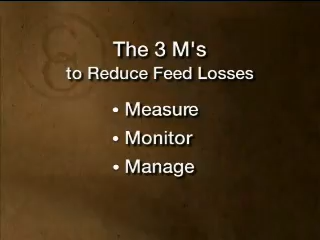 The 3 M's
to Reduce Feed Losses
• Measure
• Monitor
• Manage